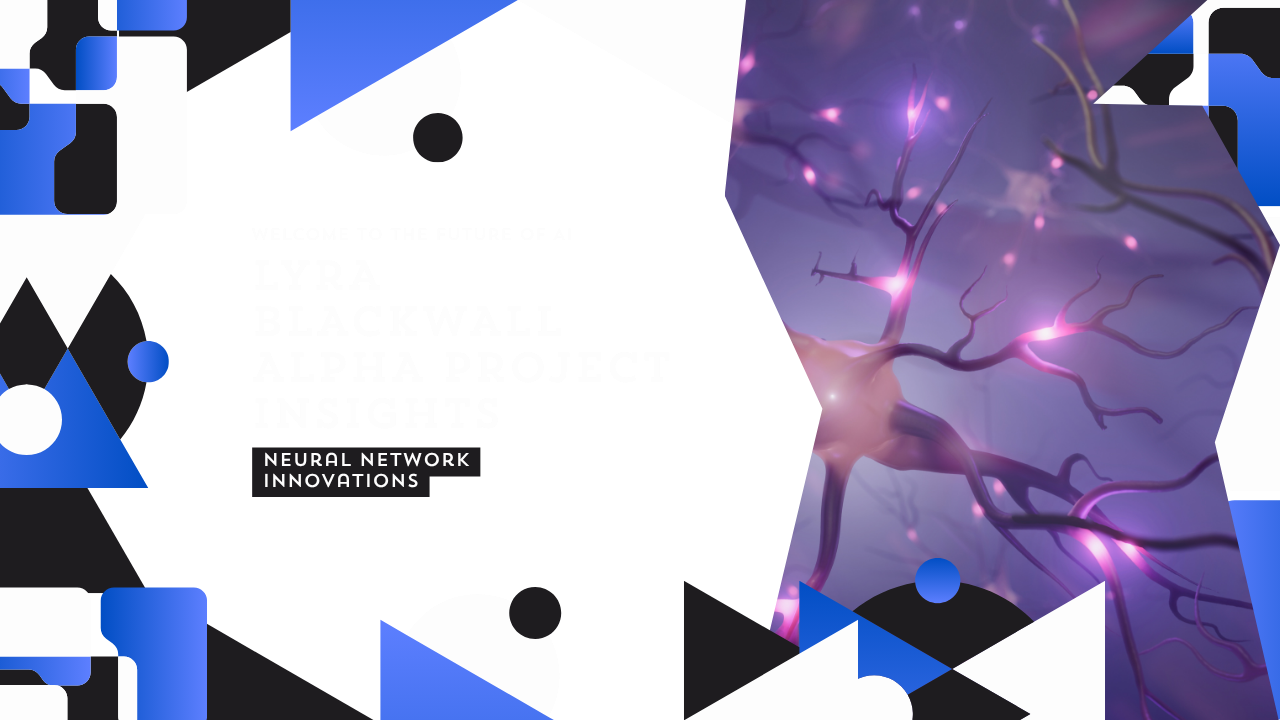 WELCOME TO THE FUTURE OF AI
LYRA
BLACKWALL
ALPHA PROJECT
INSIGHTS
NEURAL NETWORK
INNOVATIONS